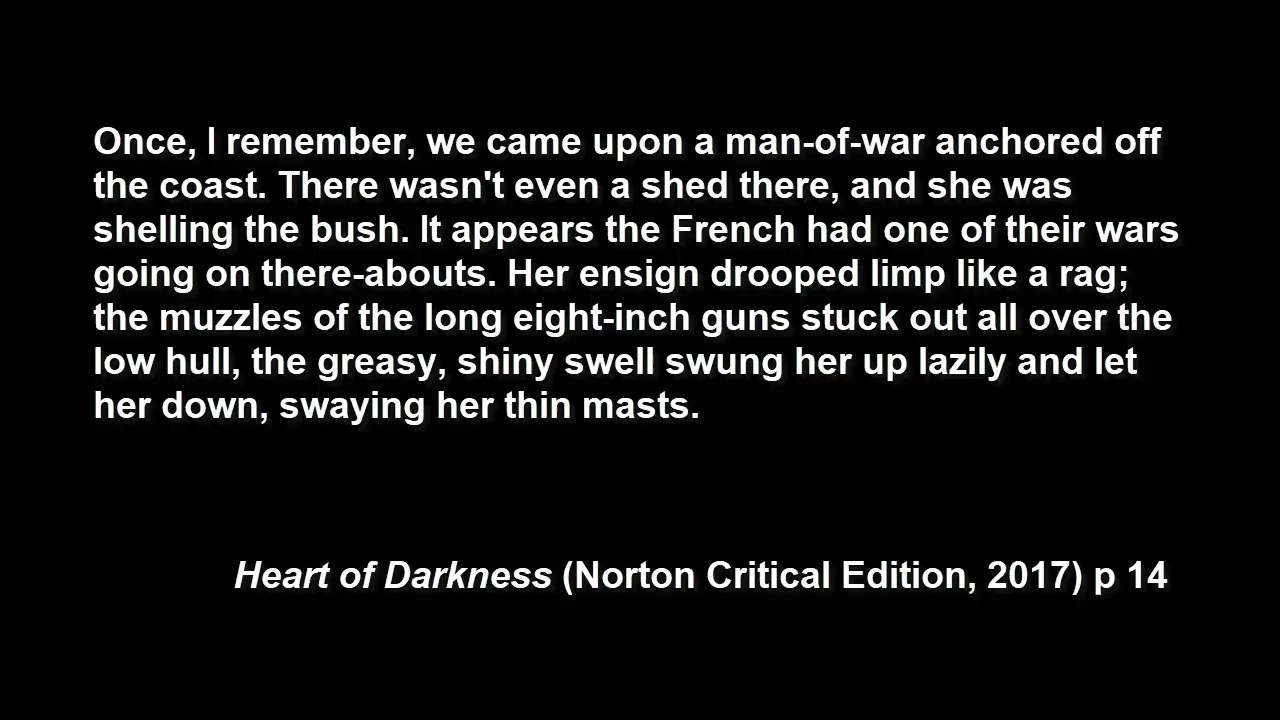 Once, I remember, we came upon a man-of-war anchored off
the coast. There wasn't even a shed there, and she was
shelling the bush. It appears the French had one of their wars
going on there-abouts. Her ensign drooped limp like a rag;
the muzzles of the long eight-inch guns stuck out all over the
low hull, the greasy, shiny swell swung her up lazily and let
her down, swaying her thin masts.
Heart of Darkness (Norton Critical Edition, 2017) p 14